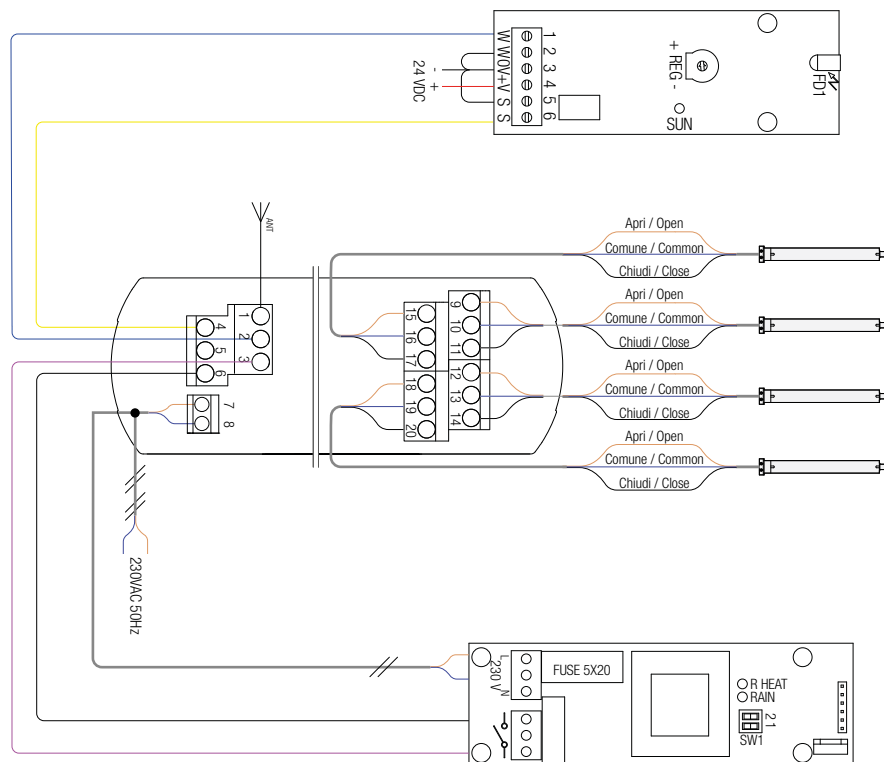 W
W
0V
+V
S
S
1
2
3
4
5
6
- 
+
24 VDC
+ REG -
SUN
FD1
ANT
1
2
3
4
5
6
7
8
9
10
11
12
13
14
15
16
17
18
19
20
Apri / Open
Comune / Common
Chiudi / Close
Apri / Open
Comune / Common
Chiudi / Close
Apri / Open
Comune / Common
Chiudi / Close
Apri / Open
Comune / Common
Chiudi / Close
230VAC 50Hz
L
230 V
N
FUSE 5X20
R HEAT
RAIN
2 1
SW1